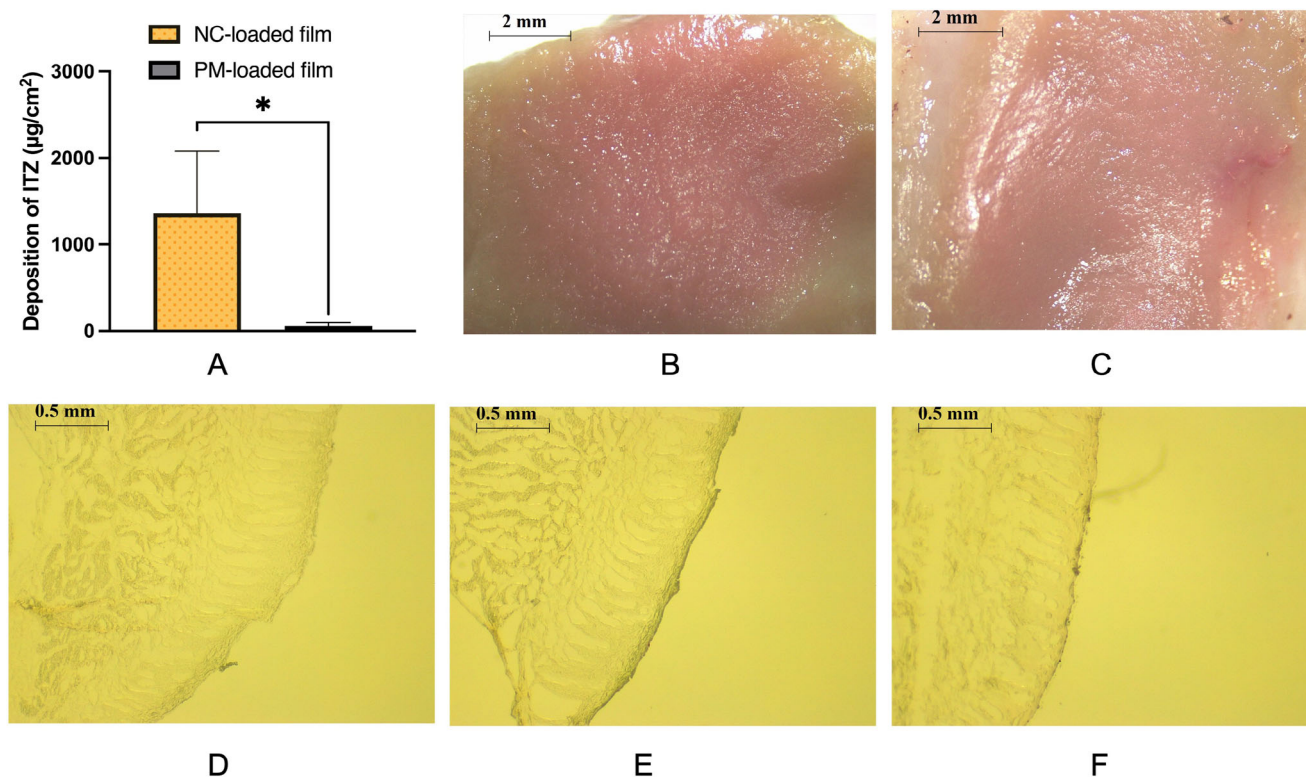 NC-loaded film
PM-loaded film
3000
2000
1000
0
Deposition of ITZ (µg/cm²)
*
A
2 mm
B
2 mm
C
0.5 mm
D
0.5 mm
E
0.5 mm
F